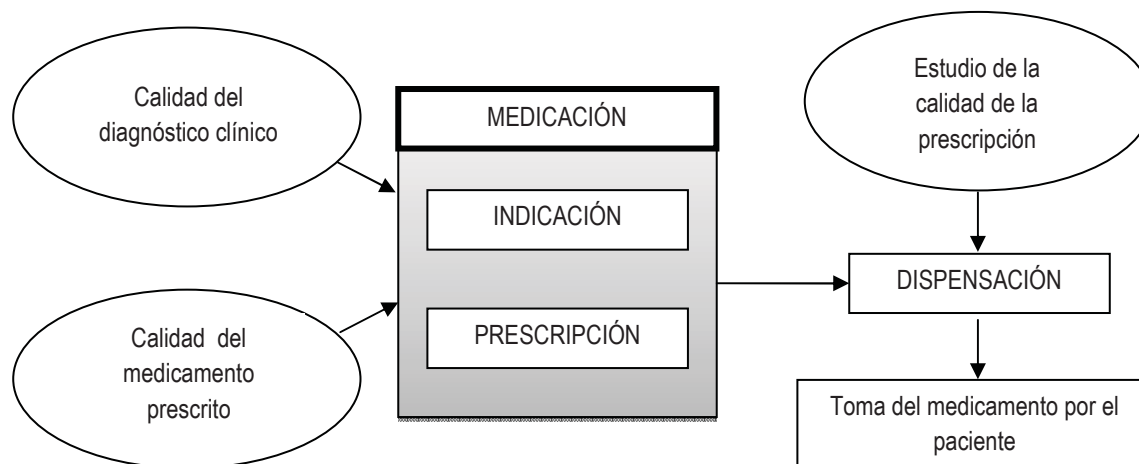 Calidad del
diagnóstico clínico
MEDICACIÓN
INDICACIÓN
PRESCRIPCIÓN
Calidad del
medicamento
prescrito
Estudio de la
calidad de la
prescripción
DISPENSACIÓN
Toma del medicamento por el
paciente